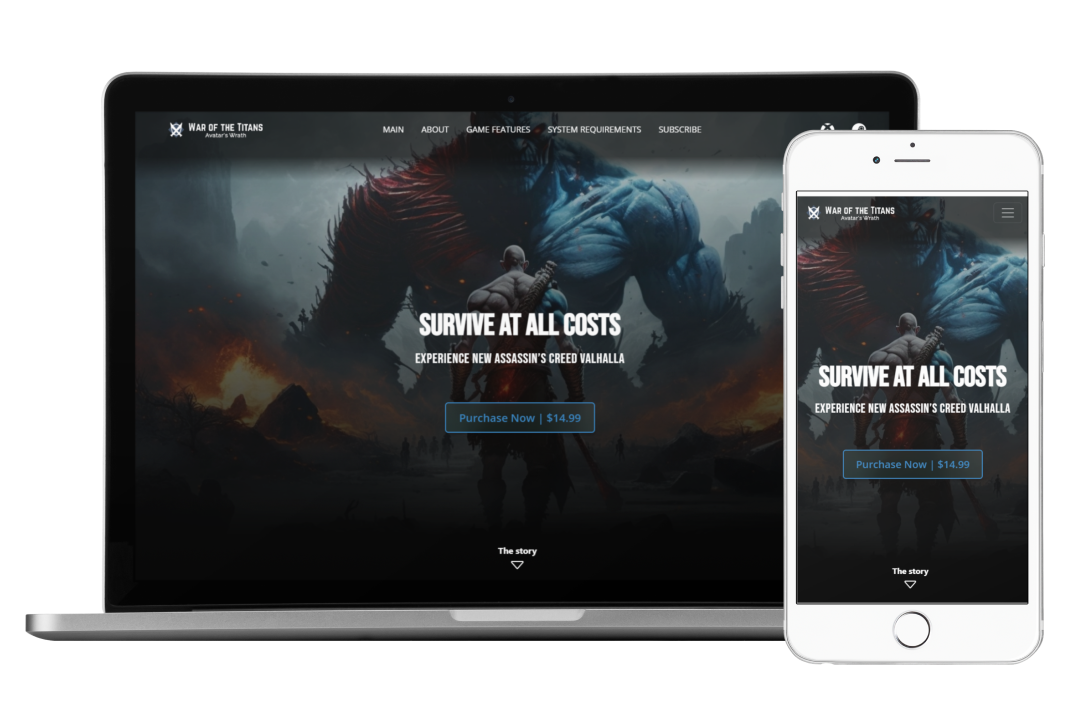 WAR OF THE TITANS
Avatar's Wrath
MAIN ABOUT GAME FEATURES SYSTEM REQUIREMENTS SUBSCRIBE
SURVIVE AT ALL COSTS
EXPERIENCE NEW ASSASSIN'S CREED VALHALLA
Purchase Now | $14.99
The story
WAR OF THE TITANS
Avatar's Wrath
SURVIVE AT ALL COSTS
EXPERIENCE NEW ASSASSIN'S CREED VALHALLA
Purchase Now | $14.99
The story